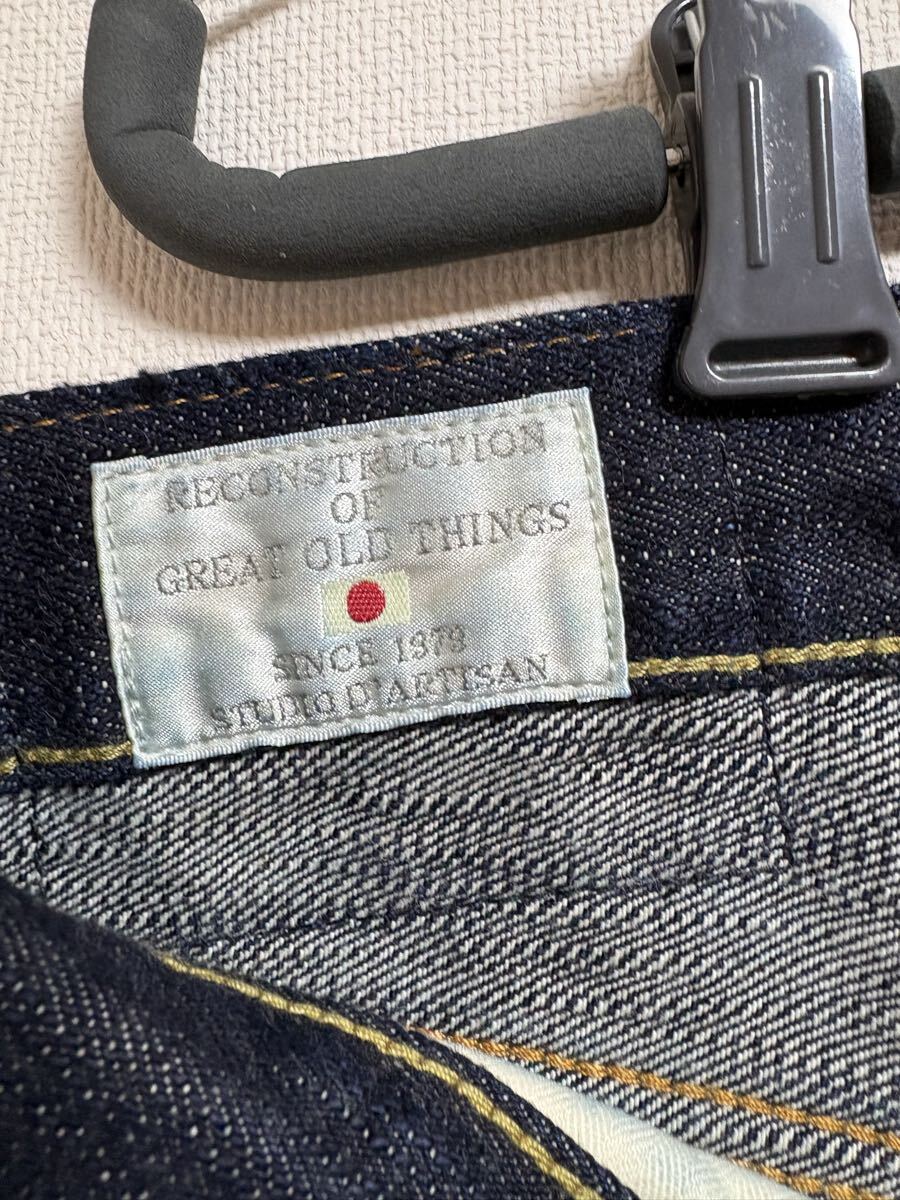 RECONSTRUCTION
OF
GREAT OLD THINGS
SINCE 1979
STUDIO D'ARTISAN